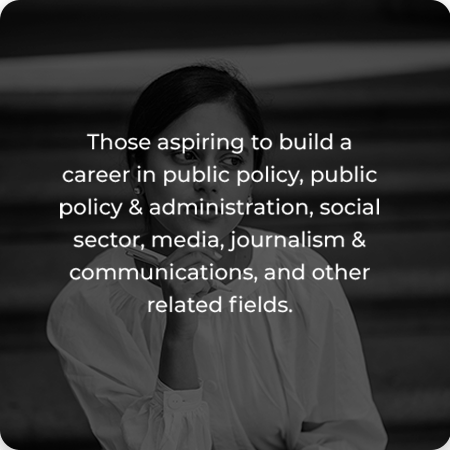 Those aspiring to build a
career in public policy, public
policy & administration, social
sector, media, journalism &
communications, and other
related fields.